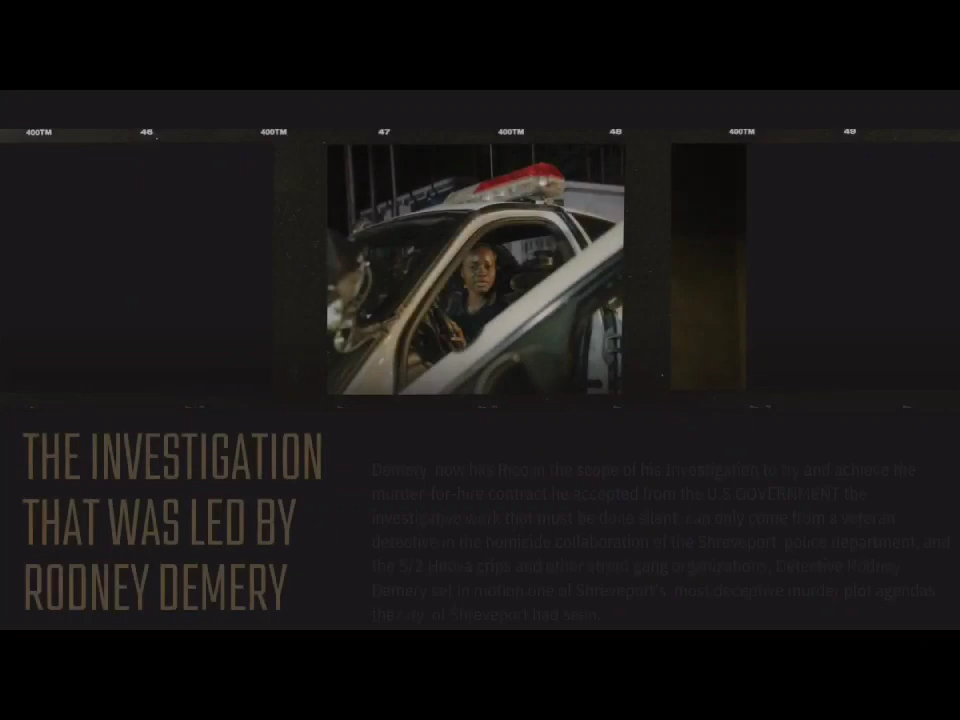 400TM 46 400TM 47 400TM 48 400TM 49
THE INVESTIGATION
THAT WAS LED BY
RODNEY DEMERY
Demery, now has Rico in the scope of his Investigation to try and achieve the
murder-for-hire contract he accepted from the U.S GOVERNMENT the
investigative work that must be done silent can only come from a veteran
detective in the homicide collaboration of the Shreveport police department, and
the 5/2 Hoova crips and other street gang organizations, Detective Rodney
Demery set in motion one of Shreveport's most deceptive murder plot agendas
the city of Shreveport had seen.